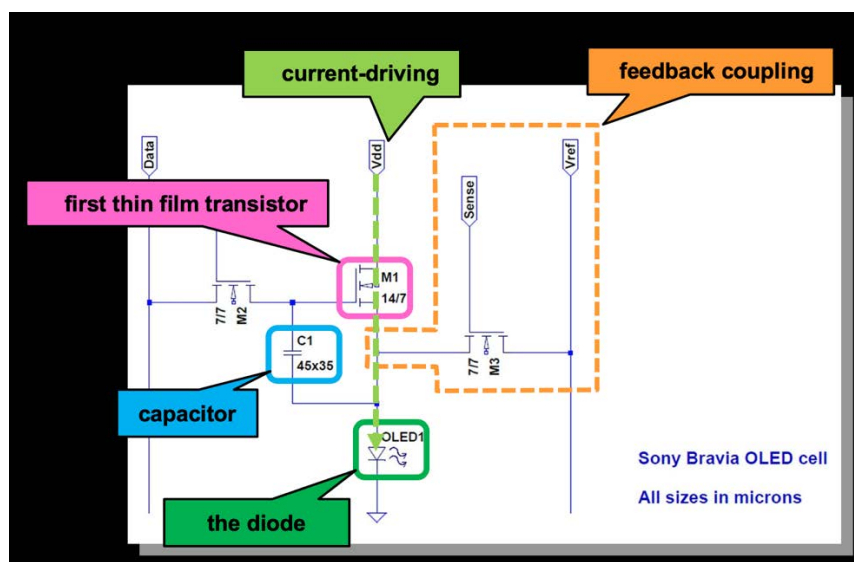 current-driving
feedback coupling
Data
Vdd
Vref
first thin film transistor
Sense
M1
14/7
7/7
M2
C1
45x35
7/7
M3
capacitor
OLED1
Sony Bravia OLED cell
All sizes in microns
the diode